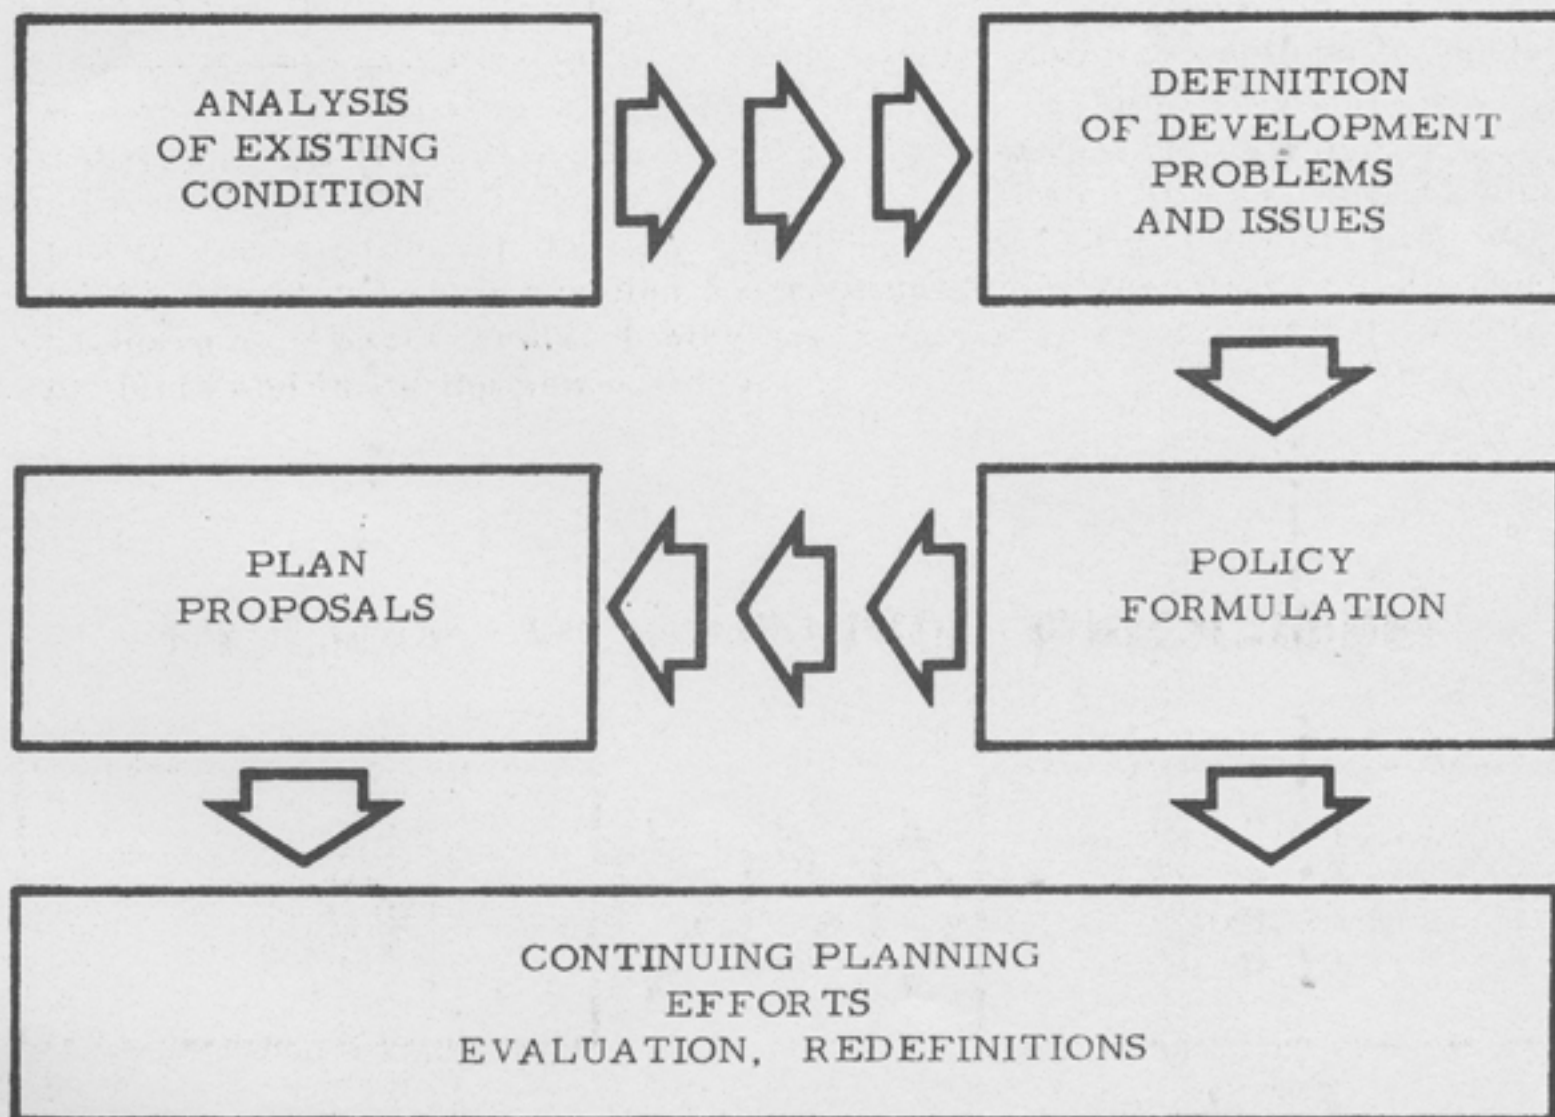 ANALYSIS
OF EXISTING
CONDITION
DEFINITION
OF DEVELOPMENT
PROBLEMS
AND ISSUES
PLAN
PROPOSALS
POLICY
FORMULATION
CONTINUING PLANNING
EFFORTS
EVALUATION, REDEFINITIONS